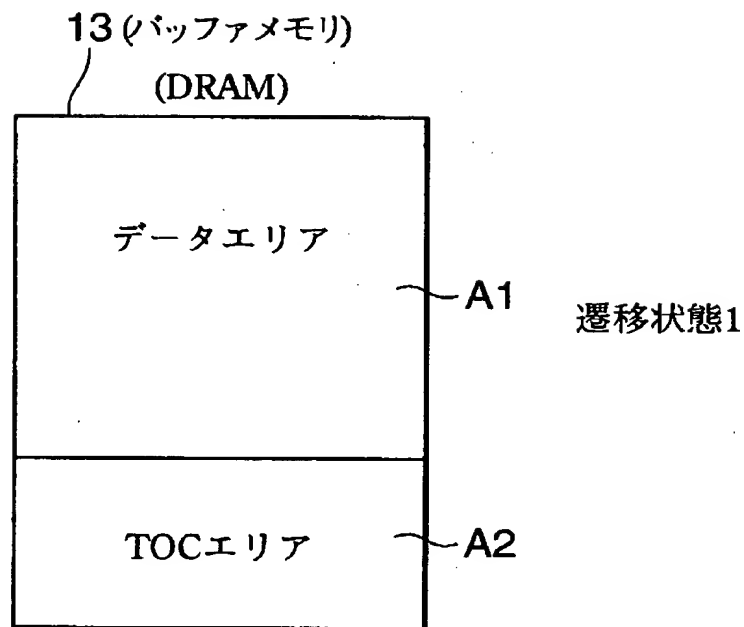 13 (バッファメモリ)
(DRAM)
データエリア
A1
遷移状態1
TOCエリア
A2